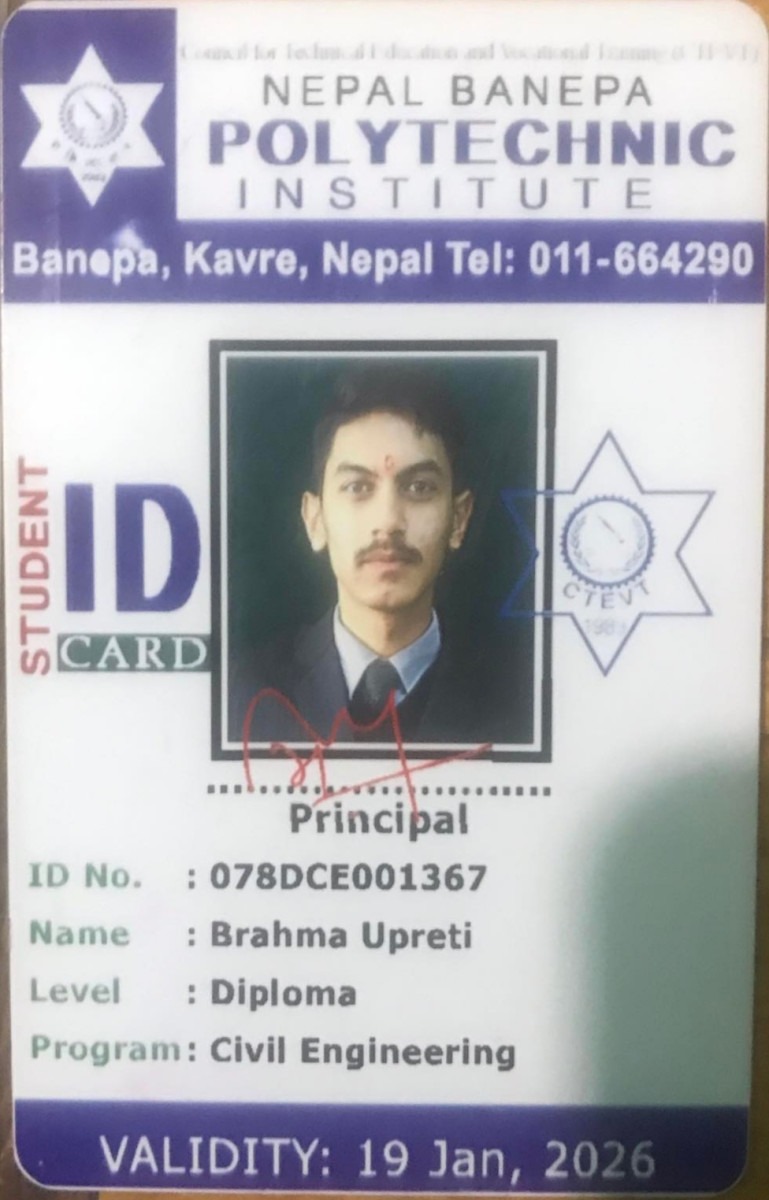 Council for Technical Education and Vocational Training (CTEVT)
NEPAL BANEPA
POLYTECHNIC
INSTITUTE
Banepa, Kavre, Nepal Tel: 011-664290
STUDENT
ID
CARD
CTEVT
1989
Principal
ID No. : 078DCE001367
Name : Brahma Upreti
Level : Diploma
Program : Civil Engineering
VALIDITY: 19 Jan, 2026